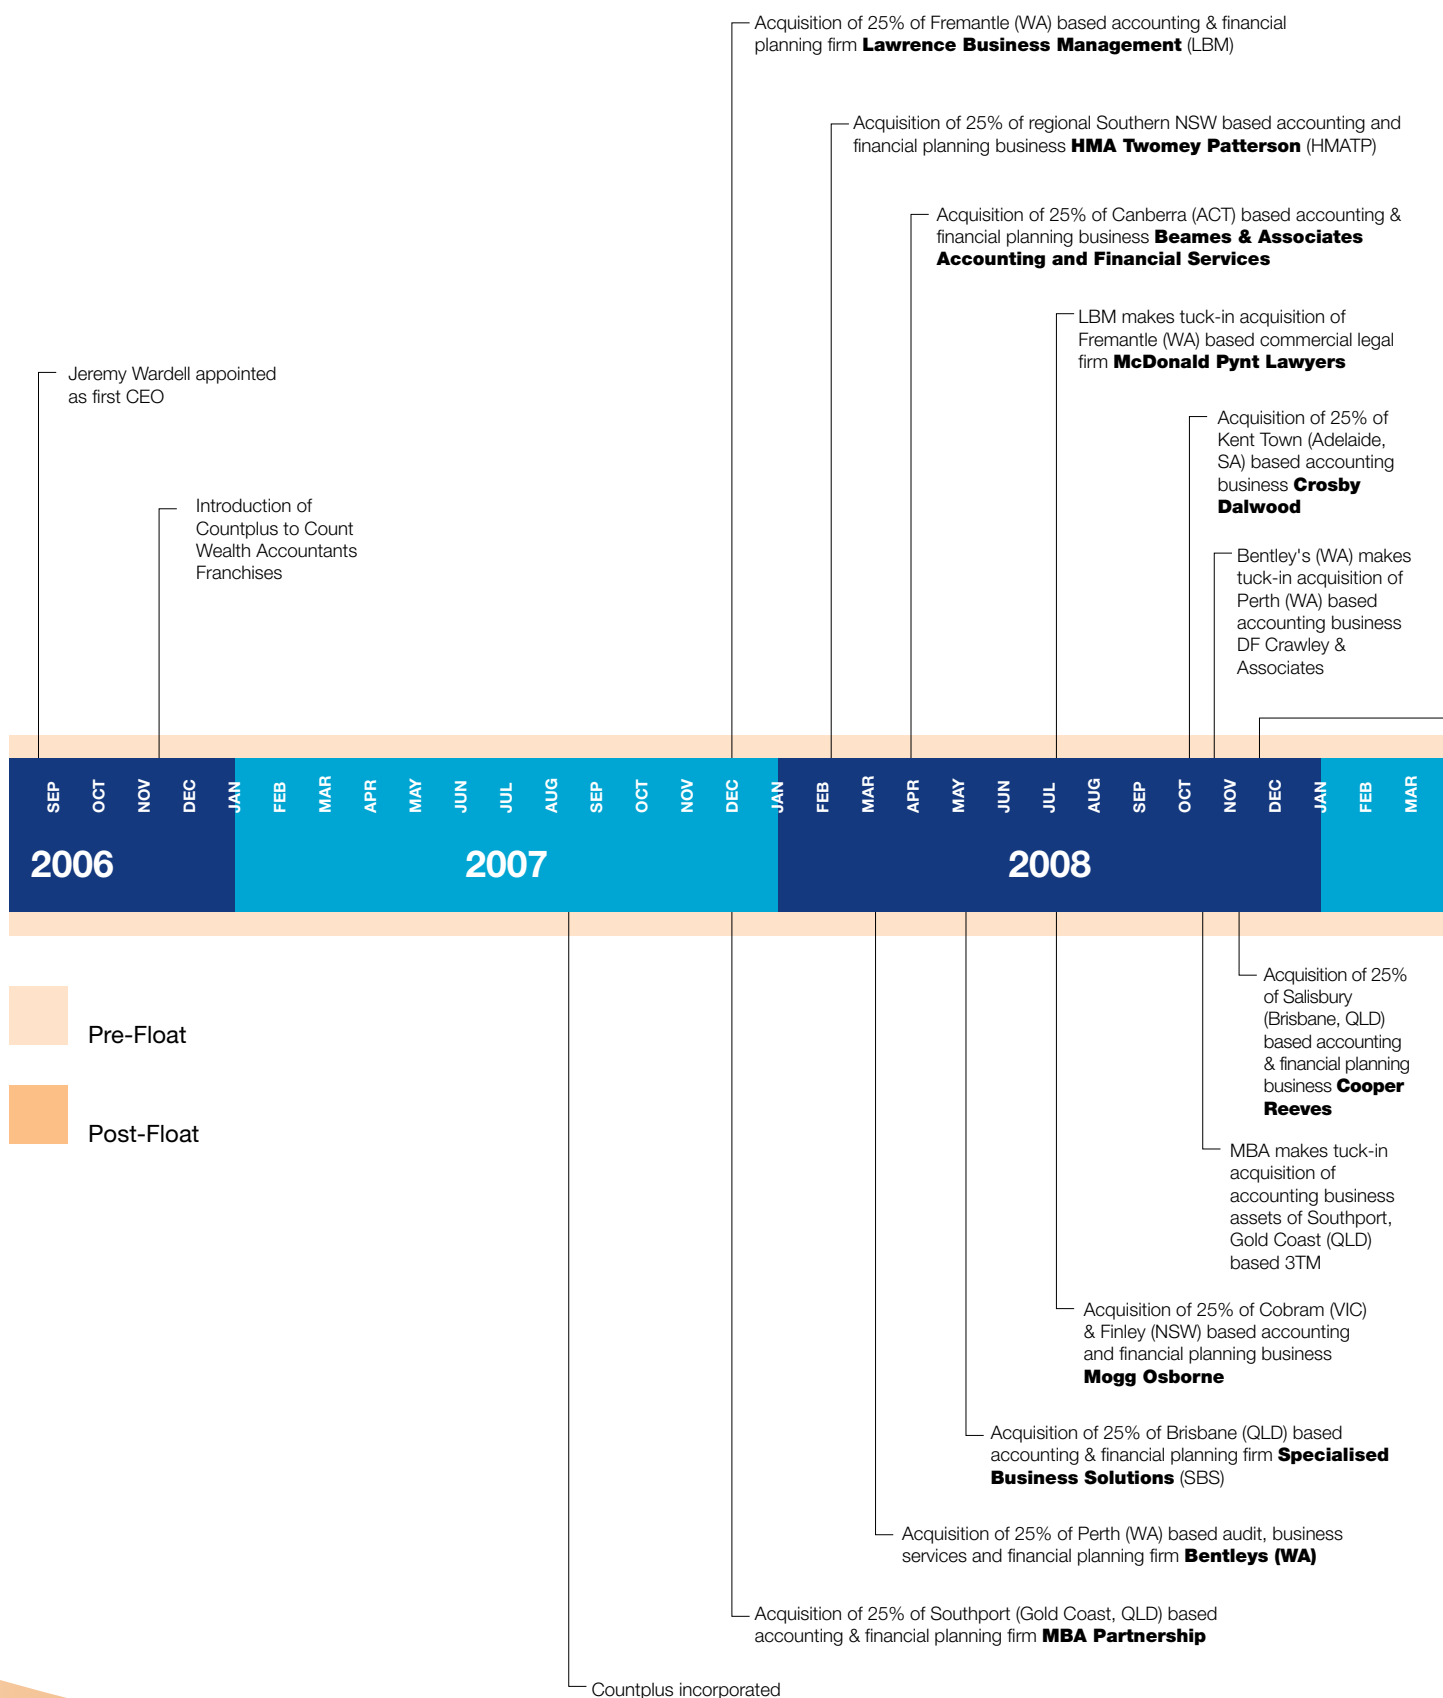 Acquisition of 25% of Fremantle (WA) based accounting & financial
planning firm Lawrence Business Management (LBM)
Acquisition of 25% of regional Southern NSW based accounting and
financial planning business HMA Twomey Patterson (HMATP)
Acquisition of 25% of Canberra (ACT) based accounting &
financial planning business Beames & Associates
Accounting and Financial Services
LBM makes tuck-in acquisition of
Fremantle (WA) based commercial legal
firm McDonald Pynt Lawyers
Jeremy Wardell appointed
as first CEO
Acquisition of 25% of
Kent Town (Adelaide,
SA) based accounting
business Crosby
Dalwood
Introduction of
Countplus to Count
Wealth Accountants
Franchises
Bentley's (WA) makes
tuck-in acquisition of
Perth (WA) based
accounting business
DF Crawley &
Associates
SEP OCT NOV DEC JAN FEB MAR APR MAY JUN JUL AUG SEP OCT NOV DEC JAN FEB MAR APR MAY JUN JUL AUG SEP OCT NOV DEC JAN FEB MAR
2006 2007 2008
Pre-Float
Post-Float
Acquisition of 25%
of Salisbury
(Brisbane, QLD)
based accounting
& financial planning
business Cooper
Reeves
MBA makes tuck-in
acquisition of
accounting business
assets of Southport,
Gold Coast (QLD)
based 3TM
Acquisition of 25% of Cobram (VIC)
& Finley (NSW) based accounting
and financial planning business
Mogg Osborne
Acquisition of 25% of Brisbane (QLD) based
accounting & financial planning firm Specialised
Business Solutions (SBS)
Acquisition of 25% of Perth (WA) based audit, business
services and financial planning firm Bentleys (WA)
Acquisition of 25% of Southport (Gold Coast, QLD) based
accounting & financial planning firm MBA Partnership
Countplus incorporated